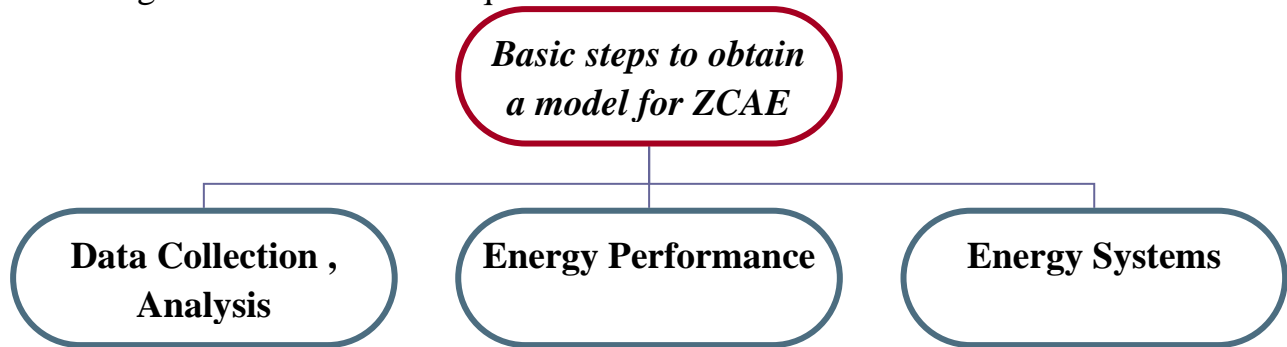 Basic steps to obtain
a model for ZCAE
Data Collection ,
Analysis
Energy Performance
Energy Systems